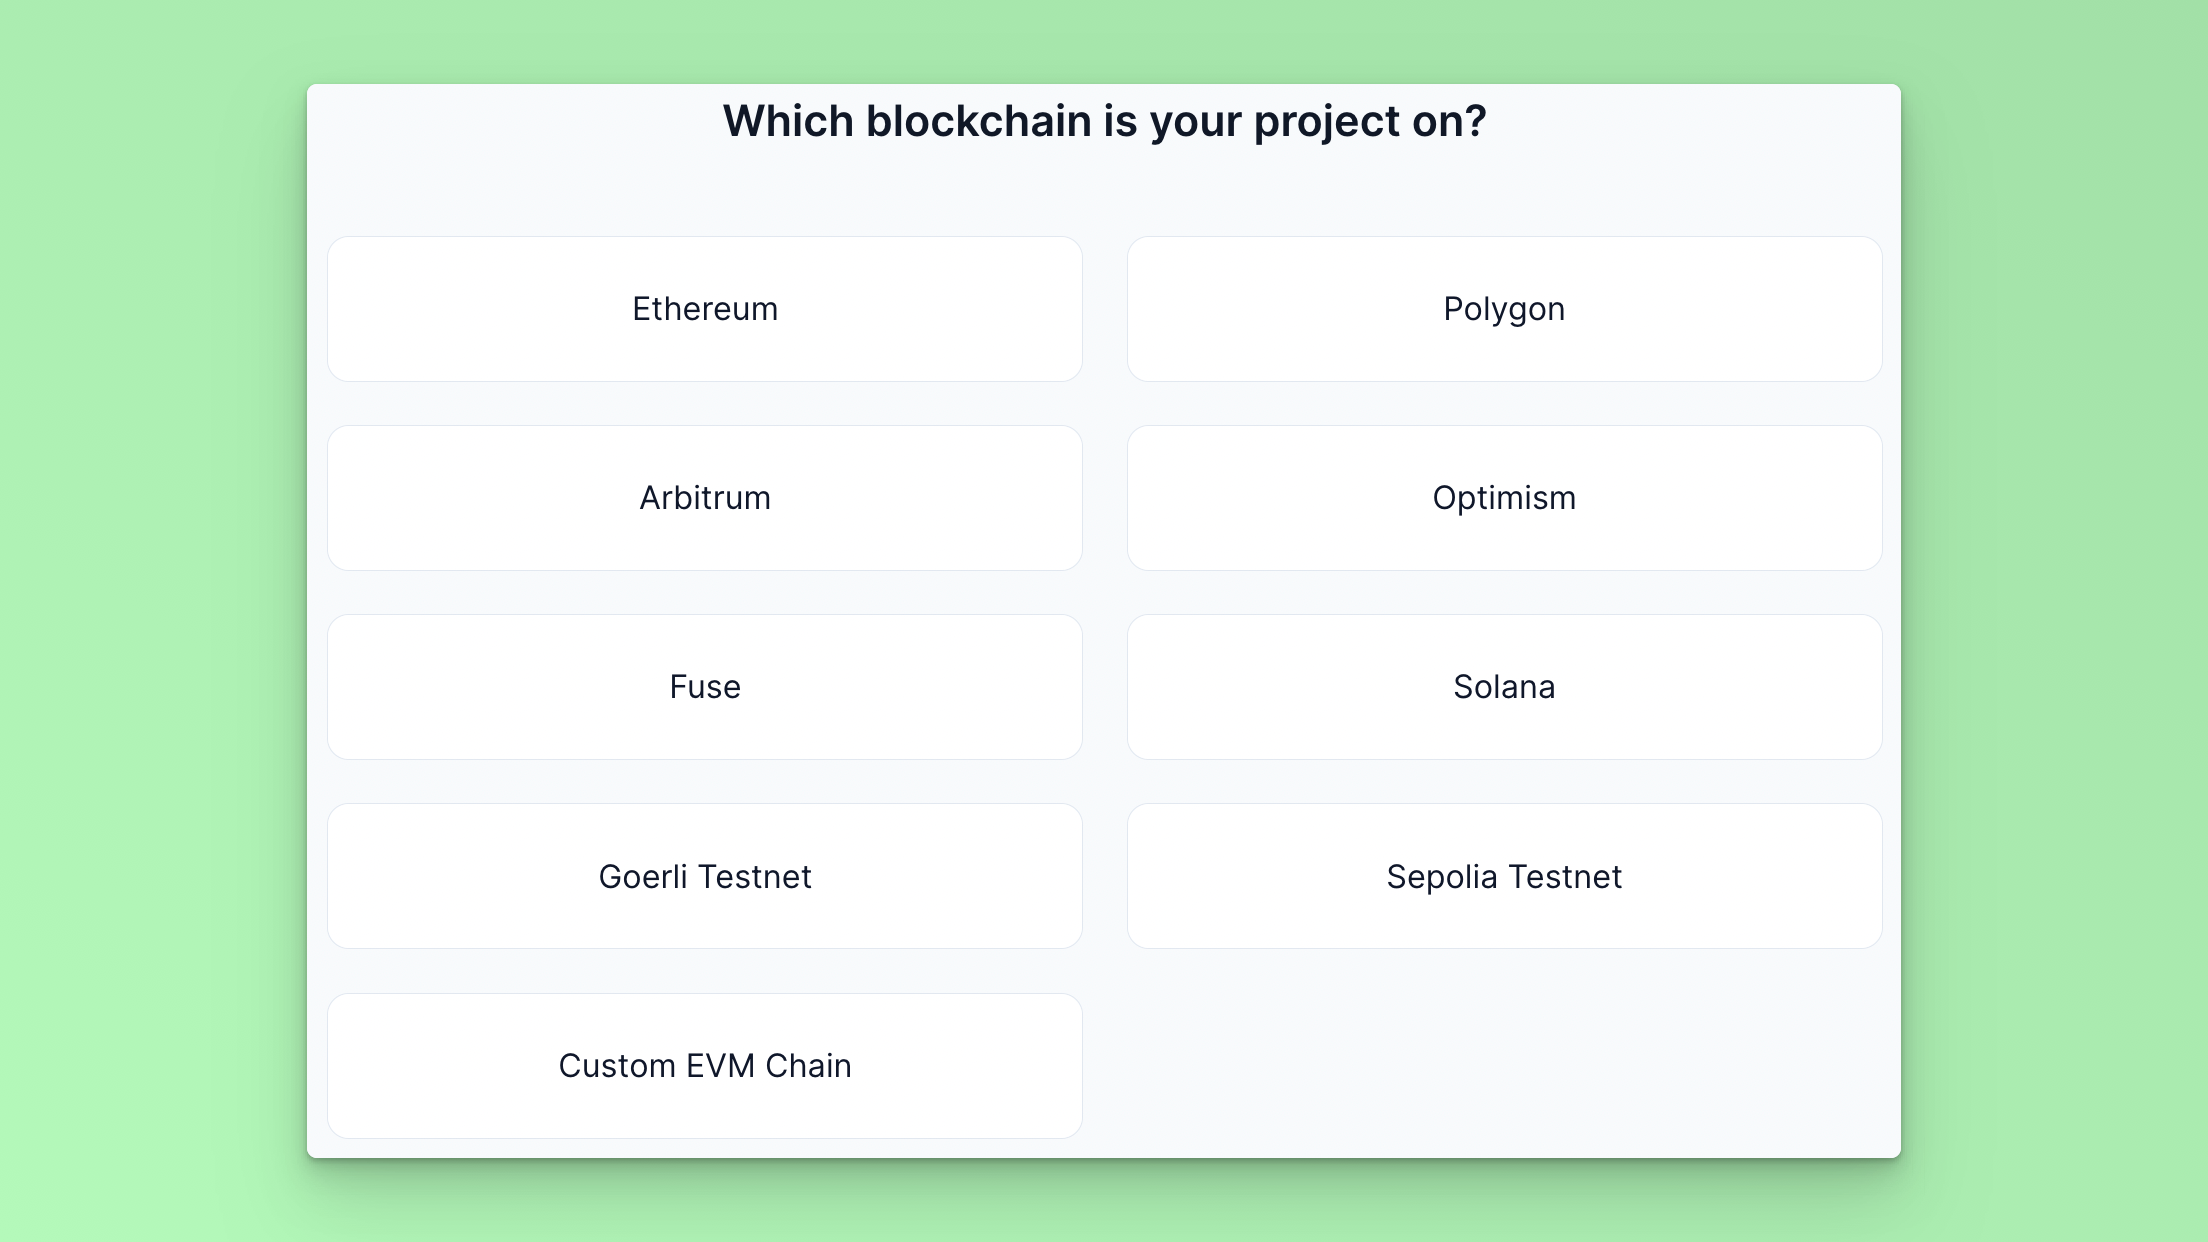 Which blockchain is your project on?
Ethereum
Polygon
Arbitrum
Optimism
Fuse
Solana
Goerli Testnet
Sepolia Testnet
Custom EVM Chain